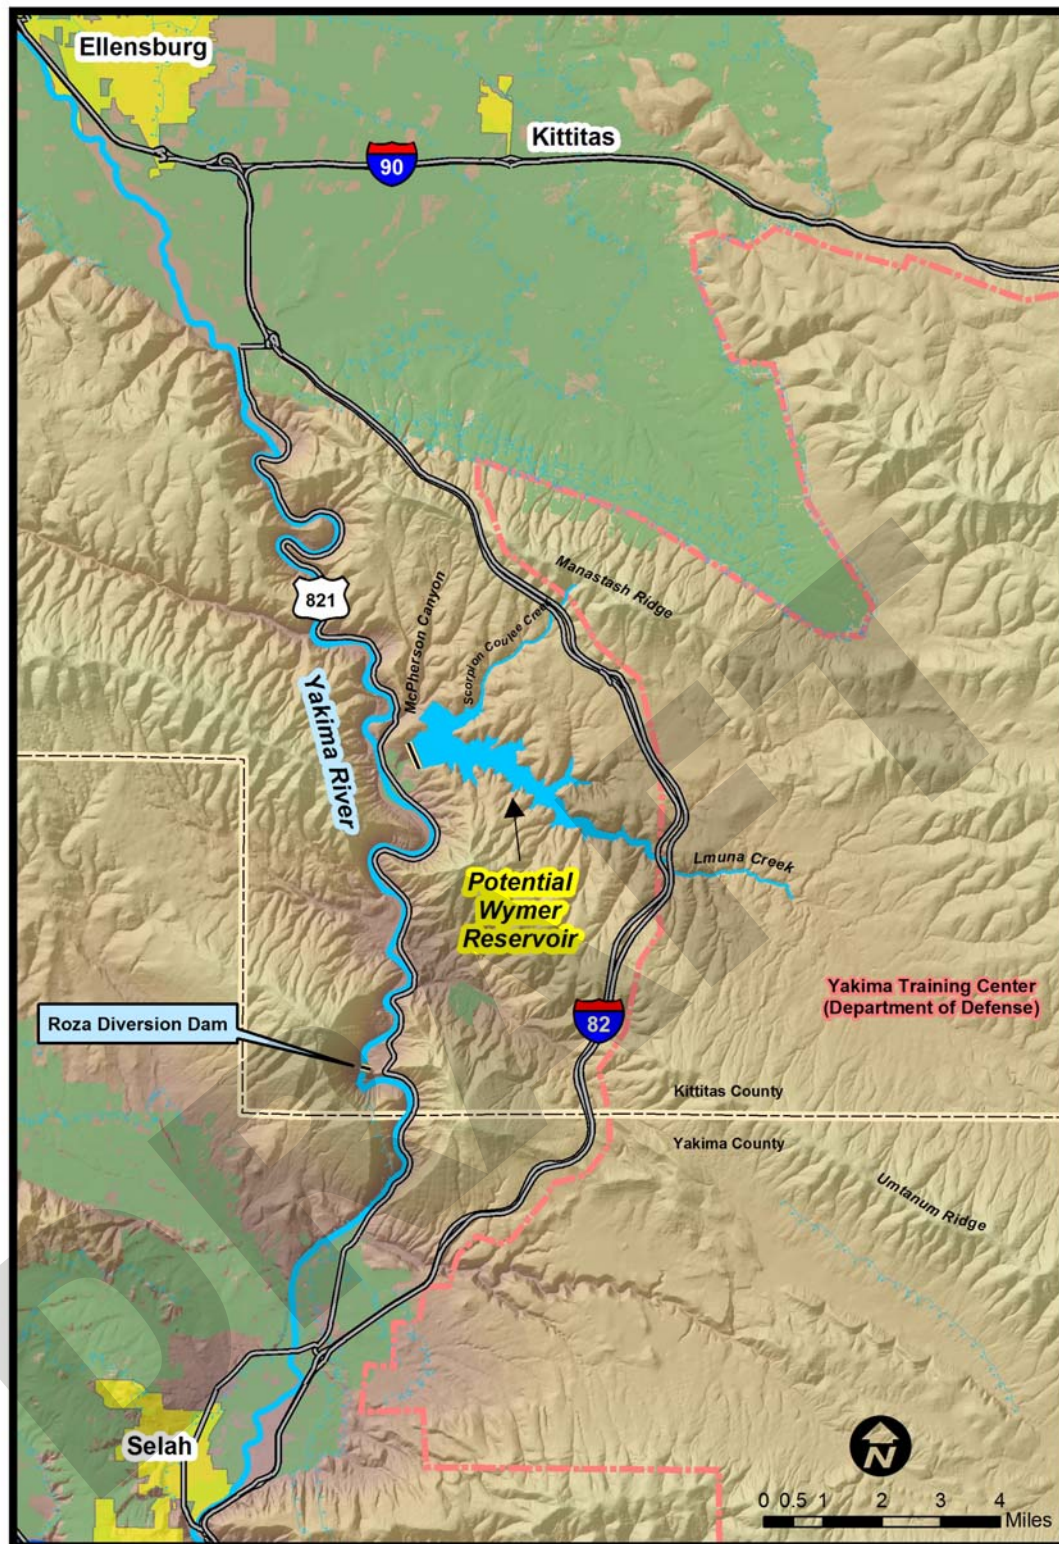 Ellensburg
Kittitas
90
821
Manastash Ridge
McPherson Canyon
Scorpion Coulee Creek
Yakima River
Lmuna Creek
Potential
Wymer
Reservoir
Yakima Training Center
(Department of Defense)
Roza Diversion Dam
82
Kittitas County
Yakima County
Umtanum Ridge
Selah
N
0 0.5 1 2 3 4
Miles
DRAFT